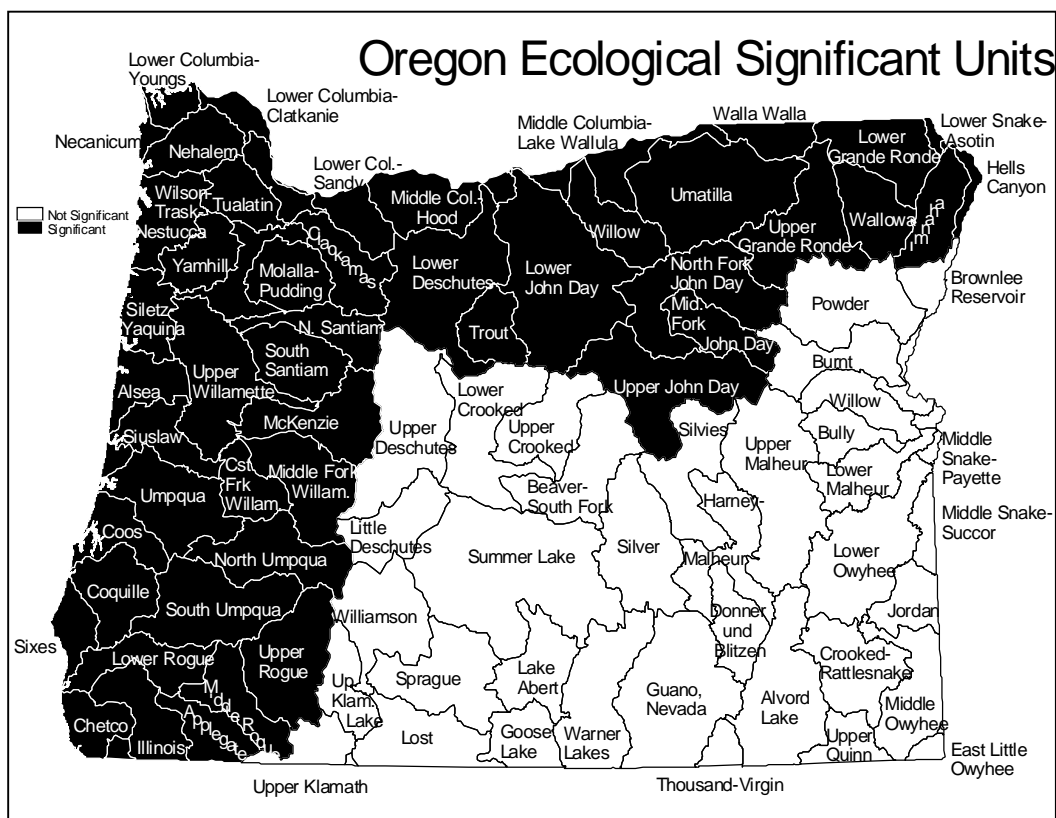 Oregon Ecological Significant Units
Lower Columbia-
Youngs
Lower Columbia-
Clatkanie
Necanicum
Nehalem
Lower Col.-
Sandy
Middle Columbia-
Lake Wallula
Walla Walla
Lower Snake-
Asotin
Hells
Canyon
Lower
Grande Ronde
Wilson
Trask-
Nestucca
Tualatin
Middle Col.-
Hood
Umatilla
Wallowa
Imnaha
Not Significant
Significant
Willow
Upper
Grande Ronde
Clackamas
Yamhill
Molalla-
Pudding
Lower
Deschutes
Lower
John Day
North Fork
John Day
Mid.
Fork
John Day
Brownlee
Reservoir
Powder
Siletz
Yaquina
N. Santiam
Trout
South
Santiam
Burnt
Alsea
Upper
Willamette
Lower
Crooked
Upper John Day
Willow
McKenzie
Upper
Deschutes
Upper
Crooked
Silvies
Upper
Malheur
Bully
Siuslaw
Middle
Snake-
Payette
Cst
Frk
Willam.
Middle Fork
Willam.
Lower
Malheur
Umpqua
Beaver-
South Fork
Harney-
Malheur
Middle Snake-
Succor
Coos
Little
Deschutes
North Umpqua
Summer Lake
Silver
Lower
Owyhee
Coquille
South Umpqua
Williamson
Donner
und
Blitzen
Jordan
Sixes
Lower Rogue
Upper
Rogue
Crooked-
Rattlesnake
Sprague
Lake
Abert
Up.
Klam.
Lake
Guano,
Nevada
Alvord
Lake
Middle
Owyhee
Mddle Rogue
Applegate
Chetco
Illinois
Lost
Goose
Lake
Warner
Lakes
Upper
Quinn
East Little
Owyhee
Upper Klamath
Thousand-Virgin